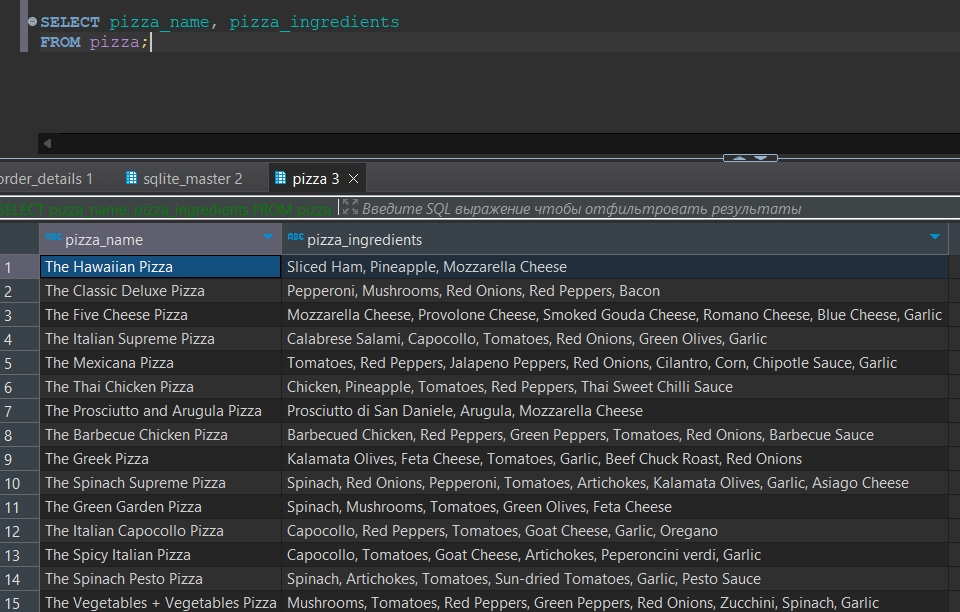 SELECT pizza_name, pizza_ingredients
FROM pizza;
order_details 1 sqlite_master 2 pizza 3
SELECT pizza_name, pizza_ingredients FROM pizza Введите SQL выражение чтобы отфильтровать результаты
ABC pizza_name ABC pizza_ingredients
1 The Hawaiian Pizza Sliced Ham, Pineapple, Mozzarella Cheese
2 The Classic Deluxe Pizza Pepperoni, Mushrooms, Red Onions, Red Peppers, Bacon
3 The Five Cheese Pizza Mozzarella Cheese, Provolone Cheese, Smoked Gouda Cheese, Romano Cheese, Blue Cheese, Garlic
4 The Italian Supreme Pizza Calabrese Salami, Capocollo, Tomatoes, Red Onions, Green Olives, Garlic
5 The Mexicana Pizza Tomatoes, Red Peppers, Jalapeno Peppers, Red Onions, Cilantro, Corn, Chipotle Sauce, Garlic
6 The Thai Chicken Pizza Chicken, Pineapple, Tomatoes, Red Peppers, Thai Sweet Chilli Sauce
7 The Prosciutto and Arugula Pizza Prosciutto di San Daniele, Arugula, Mozzarella Cheese
8 The Barbecue Chicken Pizza Barbecued Chicken, Red Peppers, Green Peppers, Tomatoes, Red Onions, Barbecue Sauce
9 The Greek Pizza Kalamata Olives, Feta Cheese, Tomatoes, Garlic, Beef Chuck Roast, Red Onions
10 The Spinach Supreme Pizza Spinach, Red Onions, Pepperoni, Tomatoes, Artichokes, Kalamata Olives, Garlic, Asiago Cheese
11 The Green Garden Pizza Spinach, Mushrooms, Tomatoes, Green Olives, Feta Cheese
12 The Italian Capocollo Pizza Capocollo, Red Peppers, Tomatoes, Goat Cheese, Garlic, Oregano
13 The Spicy Italian Pizza Capocollo, Tomatoes, Goat Cheese, Artichokes, Peperoncini verdi, Garlic
14 The Spinach Pesto Pizza Spinach, Artichokes, Tomatoes, Sun-dried Tomatoes, Garlic, Pesto Sauce
15 The Vegetables + Vegetables Pizza Mushrooms, Tomatoes, Red Peppers, Green Peppers, Red Onions, Zucchini, Spinach, Garlic